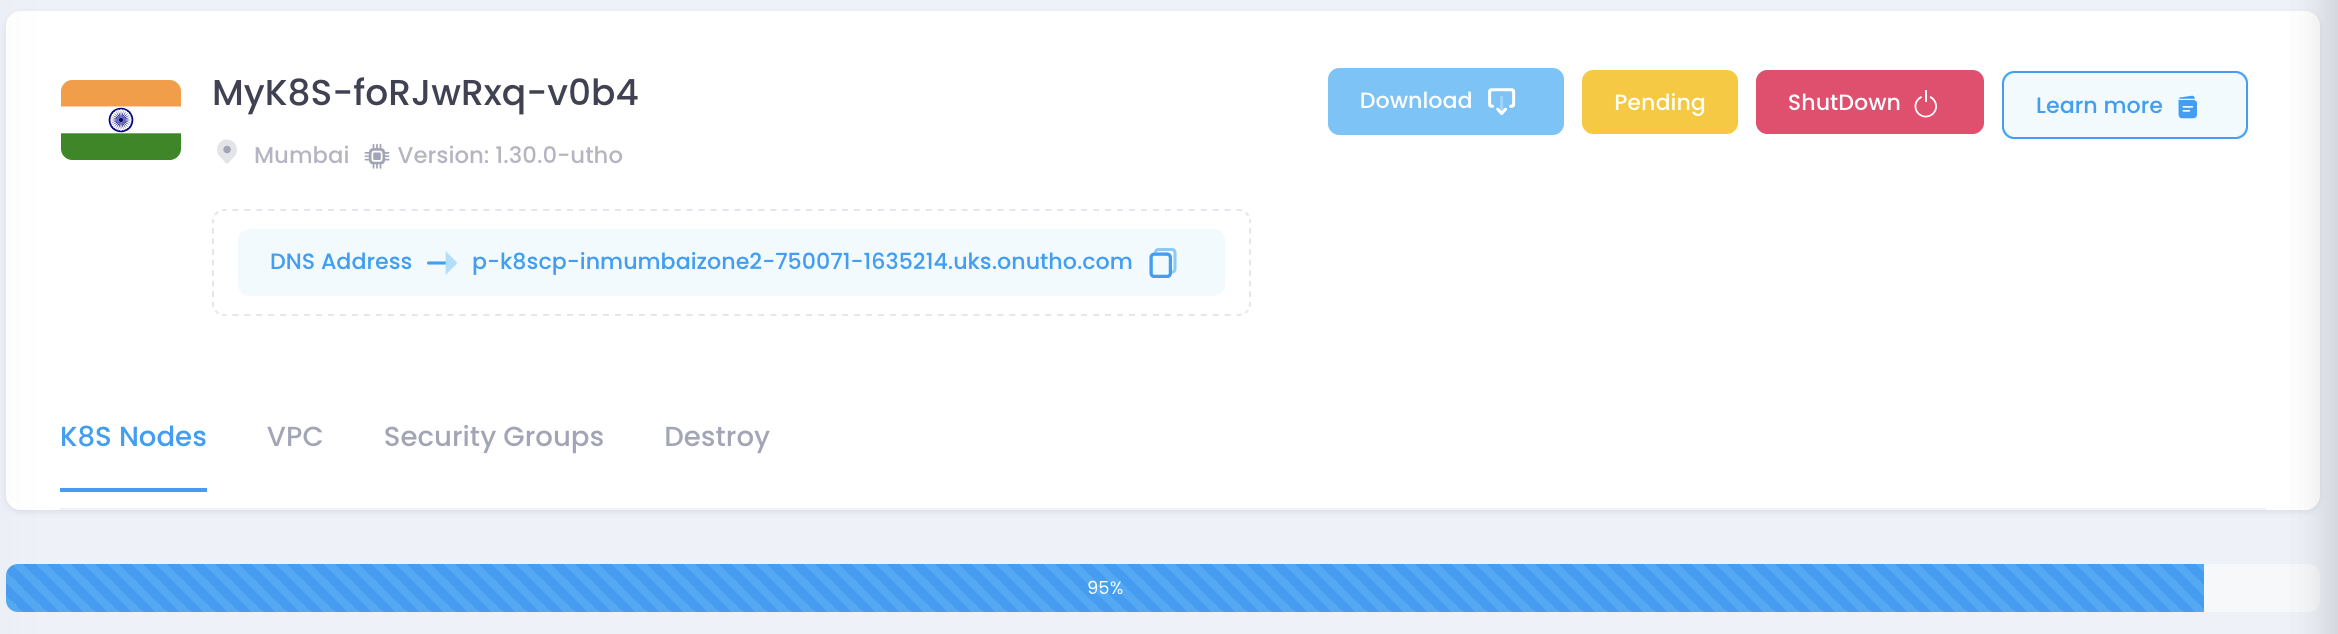 MyK8S-foRJwRxq-v0b4
Mumbai Version: 1.30.0-utho
Download
Pending
ShutDown
Learn more
DNS Address p-k8scp-inmumbaizone2-750071-1635214.uks.onutho.com
K8S Nodes VPC Security Groups Destroy
95%